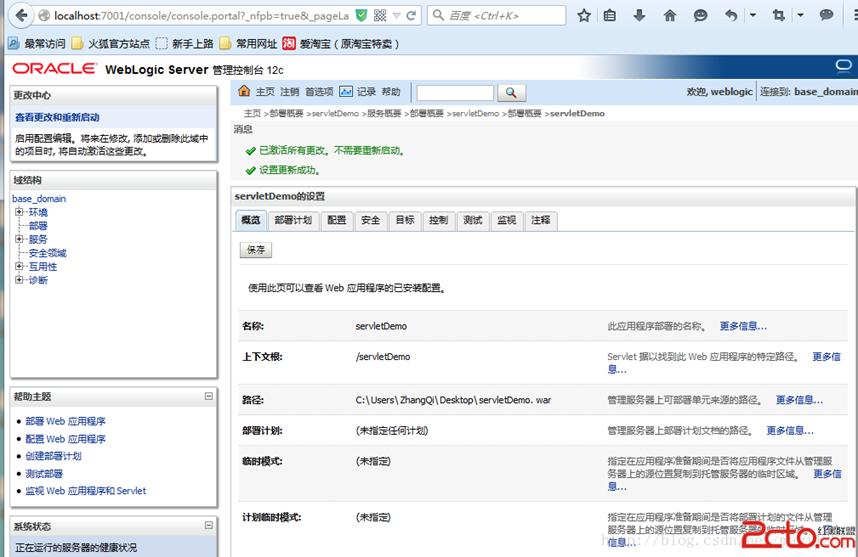 localhost:7001/console/console.portal?_nfpb=true&_pageLa
百度 <Ctrl+K>
最常访问 火狐官方站点 新手上路 常用网址 爱淘宝（原淘宝特卖）
ORACLE WebLogic Server 管理控制台 12c
更改中心
查看更改和重新启动
启用配置编辑。将来在修改, 添加或删除此域中
的项目时, 将自动激活这些更改。
域结构
base_domain
环境
部署
服务
安全领域
互用性
诊断
帮助主题
部署 Web 应用程序
配置 Web 应用程序
创建部署计划
测试部署
监视 Web 应用程序和 Servlet
系统状态
正在运行的服务器的健康状况
主页 注销 首选项 记录 帮助
欢迎, weblogic 连接到: base_domain
主页 >部署概要 >servletDemo >服务概要 >部署概要 >servletDemo >部署概要 >servletDemo
消息
已激活所有更改。不需要重新启动。
设置更新成功。
servletDemo的设置
概览 部署计划 配置 安全 目标 控制 测试 监视 注释
保存
使用此页可以查看 Web 应用程序的已安装配置。
名称: servletDemo 此应用程序部署的名称。 更多信息...
上下文根: /servletDemo Servlet 据以找到此 Web 应用程序的特定路径。 更多信
息...
路径: C:\Users\ZhangQi\Desktop\servletDemo.war 管理服务器上可部署单元来源的路径。 更多信息...
部署计划: (未指定任何计划) 管理服务器上部署计划文档的路径。 更多信息...
临时模式: (未指定) 指定在应用程序准备期间是否将应用程序文件从管理服
务器上的源位置复制到托管服务器的临时区域。 更多信
息...
计划临时模式: (未指定) 指定在应用程序准备期间是否将部署计划的文件从管理
服务器上的源位置复制到托管服务器的临时区域。
信息...
http://blog.csdn.
2cto.com
红黑联盟